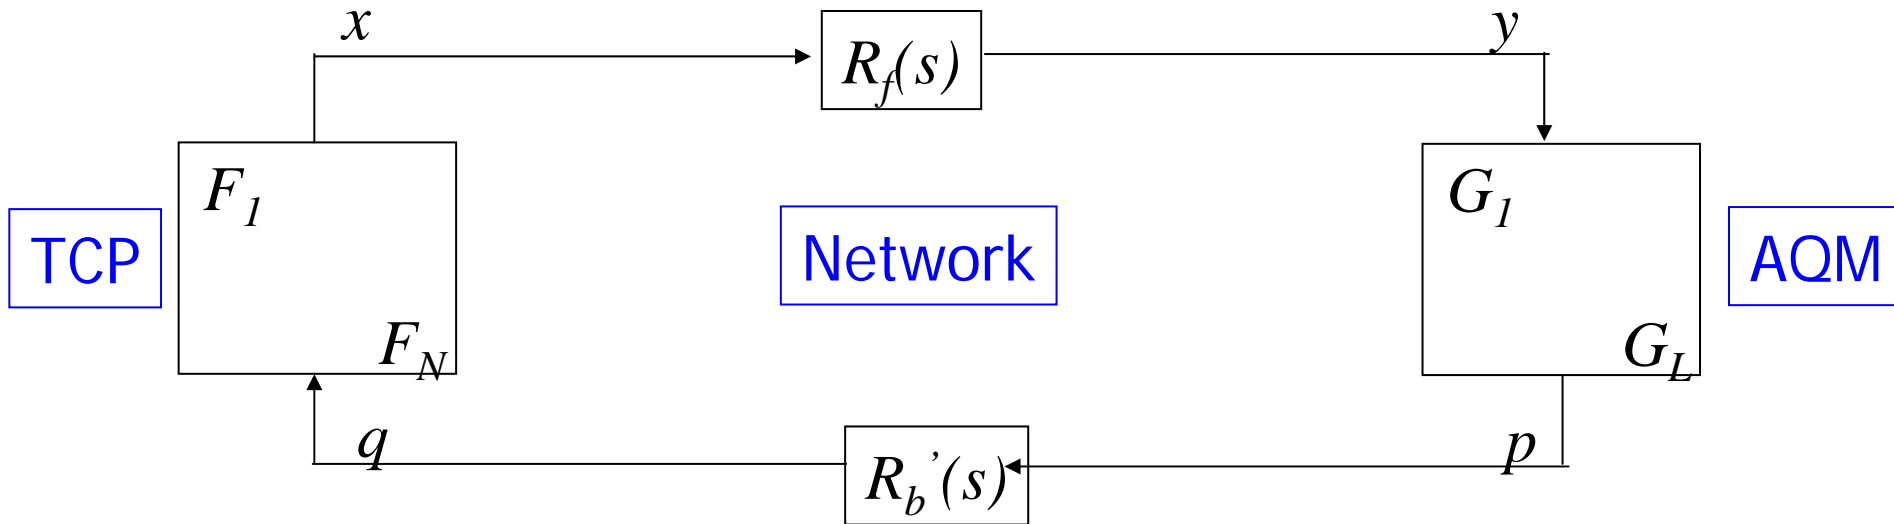 x
R_f(s)
y
F_1
G_1
TCP
Network
AQM
F_N
G_L
q
R_b'(s)
p